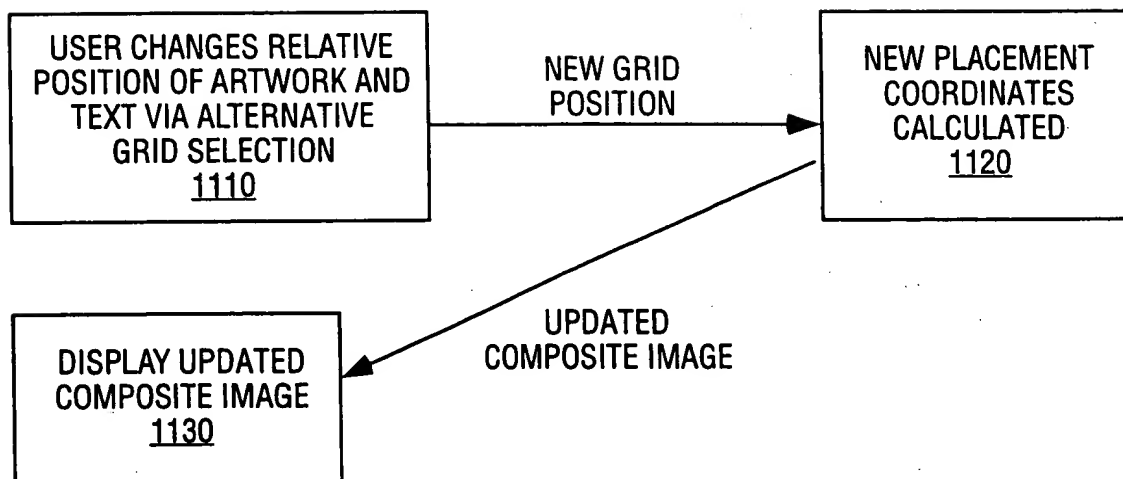 USER CHANGES RELATIVE
POSITION OF ARTWORK AND
TEXT VIA ALTERNATIVE
GRID SELECTION
1110
NEW GRID
POSITION
NEW PLACEMENT
COORDINATES
CALCULATED
1120
UPDATED
COMPOSITE IMAGE
DISPLAY UPDATED
COMPOSITE IMAGE
1130